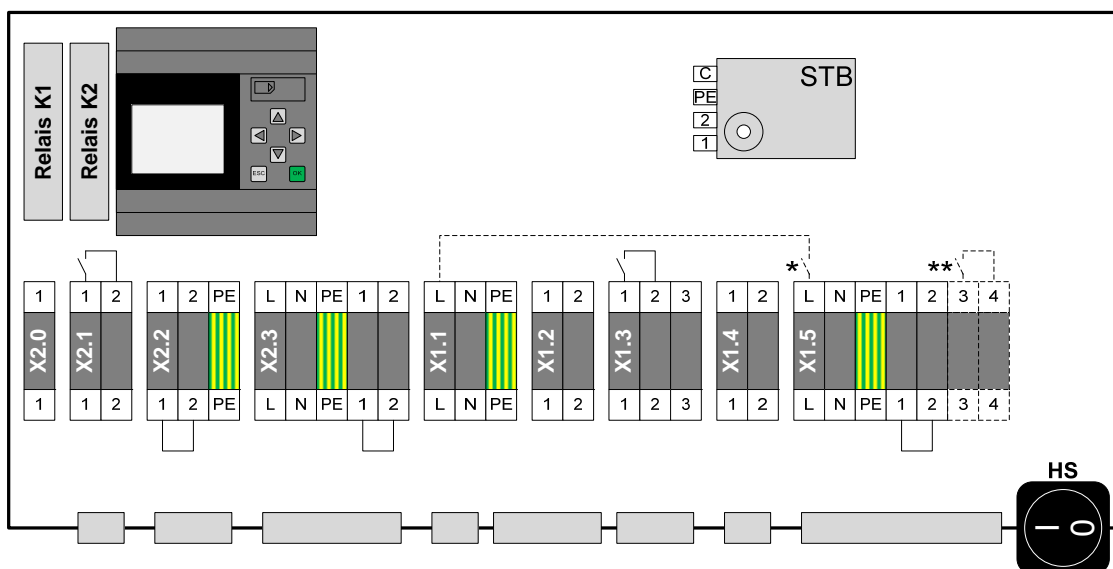 Relais K1
Relais K2
ESC
OK
STB
C
PE
2
1
*
**
1
1 2
1 2 PE
L N PE 1 2
L N PE
1 2
1 2 3
1 2
L N PE 1 2 3 4
X2.0
X2.1
X2.2
X2.3
X1.1
X1.2
X1.3
X1.4
X1.5
1
1 2
1 2 PE
L N PE 1 2
L N PE
1 2
1 2 3
1 2
L N PE 1 2 3 4
HS
I 0